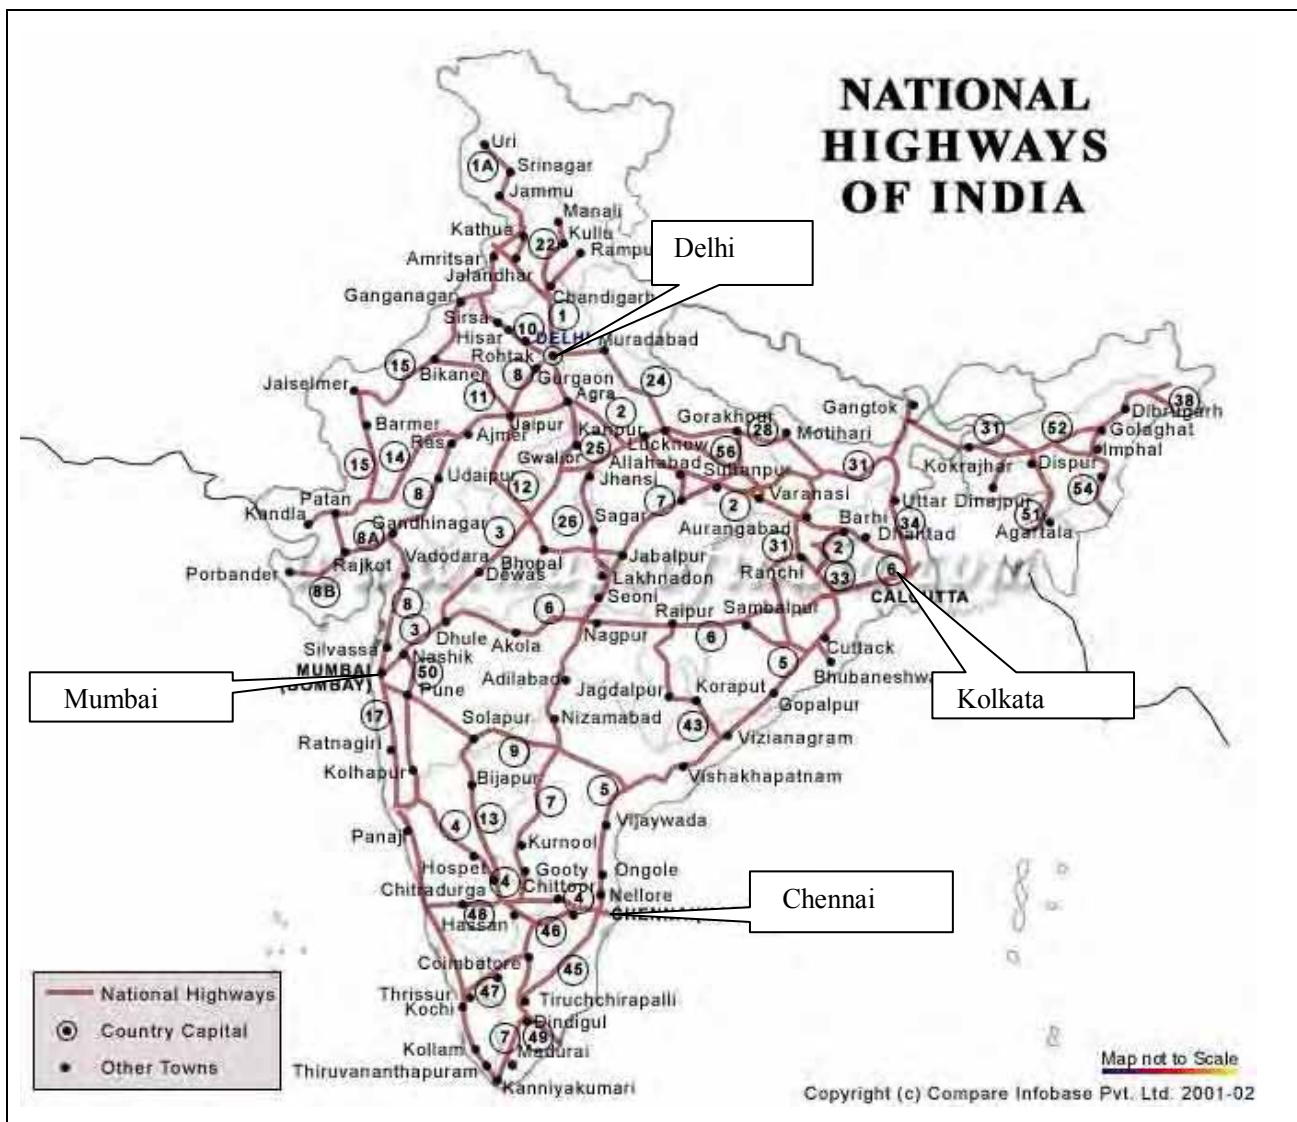 NATIONAL
HIGHWAYS
OF INDIA
Uri
1A
Srinagar
Jammu
Manali
Kathua
22
Kullu
Rampu
Delhi
Amritsar
Jalandhar
Ganganagar
Chandigarh
Sirsa
10
1
Hisar
DELHI
Muradabad
Rohtak
15
Bikaner
8
Gurgaon
24
Jaiselmer
11
Agra
2
Gangtok
38
Dibrugarh
Barmer
Jaipur
Kanpur
Gorakhpur
28
Motihari
31
52
Golaghat
Ras
Ajmer
25
Lucknow
56
Imphal
14
Gwalior
Allahabad
Sultanpur
31
Kokrajhar
Dispur
15
8
Udaipur
12
Jhansi
7
2
Varanasi
Uttar Dinajpur
54
Patan
Kandla
Gandhinagar
3
26
Sagar
Aurangabad
Barhi
34
51
Agartala
8A
Vadodara
Bhopal
Jabalpur
31
2
Dhanbad
Porbander
Rajkot
Dewas
Lakhnadon
Ranchi
33
6
8B
8
Seoni
CALCUTTA
3
6
Raipur
Sambalpur
Silvassa
Dhule
Akola
Nagpur
6
Cuttack
Nashik
5
Bhubaneshwa
MUMBAI
(BOMBAY)
50
Adilabad
Jagdalpur
Koraput
Mumbai
Pune
Gopalpur
Kolkata
17
Solapur
Nizamabad
43
Ratnagiri
9
Vizianagram
Kolhapur
Bijapur
Vishakhapatnam
7
5
4
13
Vijaywada
Panaji
Kurnool
Hospet
Gooty
Ongole
Chitradurga
4
Chittoor
4
Nellore
Chennai
48
Hassan
CHENNAI
46
Coimbatore
45
Thrissur
47
Kochi
Tiruchchirapalli
Dindigul
7
49
Kollam
Madurai
Thiruvananthapuram
Kanniyakumari
National Highways
Country Capital
Other Towns
Map not to Scale
Copyright (c) Compare Infobase Pvt. Ltd. 2001-02